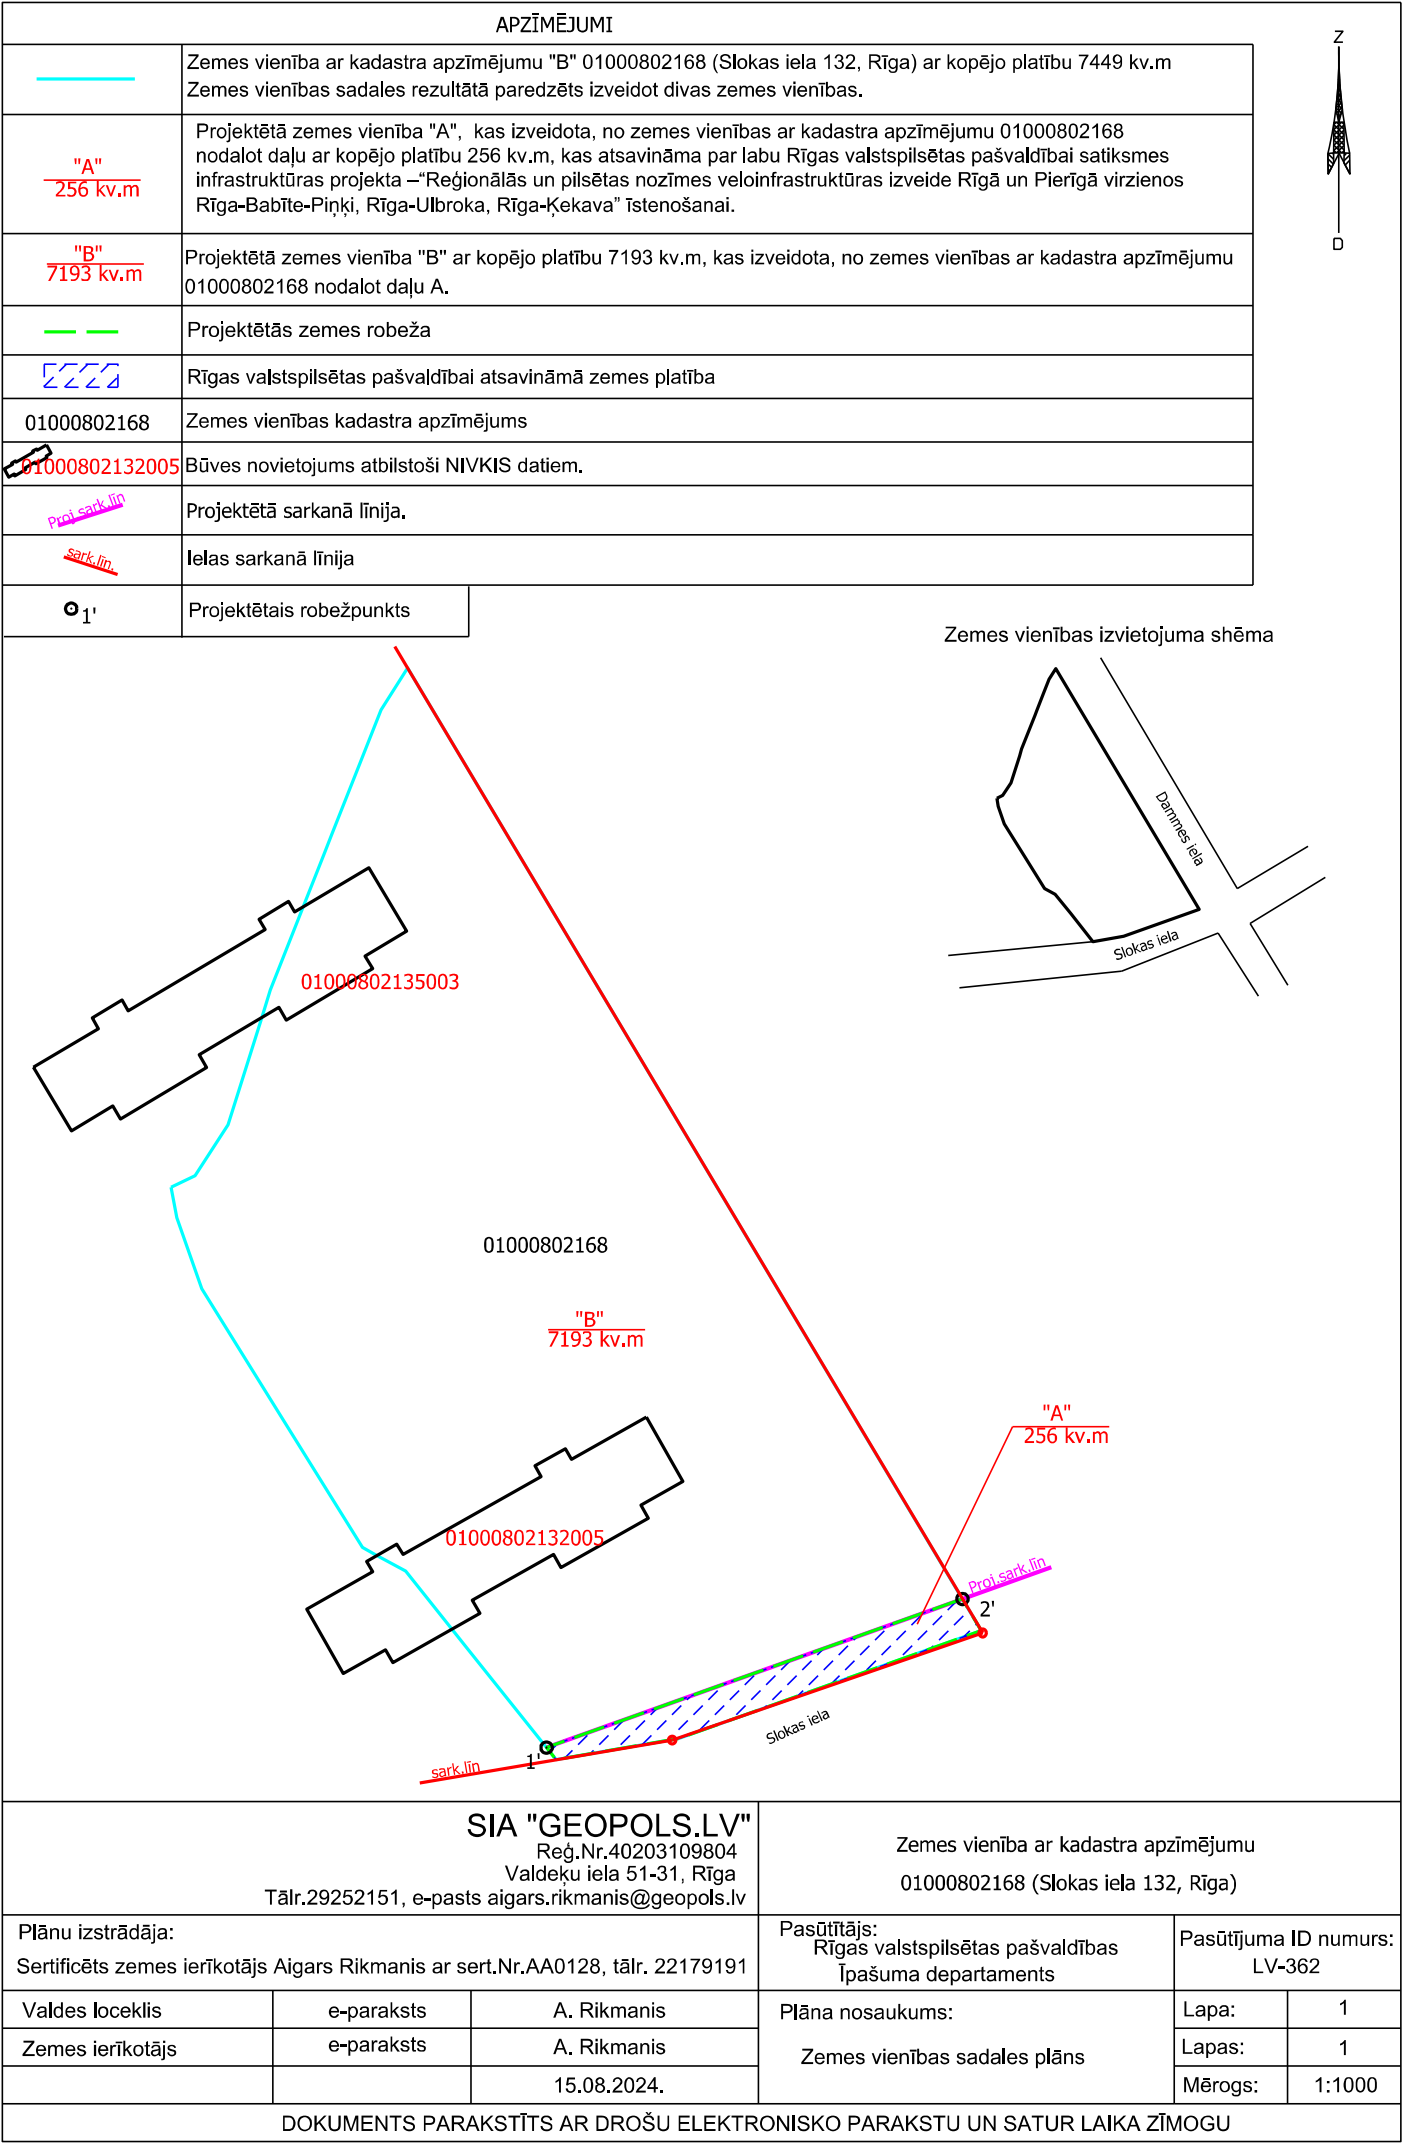 APZĪMĒJUMI
Z
Zemes vienība ar kadastra apzīmējumu "B" 01000802168 (Slokas iela 132, Rīga) ar kopējo platību 7449 kv.m
Zemes vienības sadales rezultātā paredzēts izveidot divas zemes vienības.
"A"
256 kv.m
Projektētā zemes vienība "A", kas izveidota, no zemes vienības ar kadastra apzīmējumu 01000802168
nodalot daļu ar kopējo platību 256 kv.m, kas atsavināma par labu Rīgas valstspilsētas pašvaldībai satiksmes
infrastruktūras projekta –“Reģionālās un pilsētas nozīmes veloinfrastruktūras izveide Rīgā un Pierīgā virzienos
Rīga-Babīte-Piņķi, Rīga-Ulbroka, Rīga-Ķekava” īstenošanai.
D
"B"
7193 kv.m
Projektētā zemes vienība "B" ar kopējo platību 7193 kv.m, kas izveidota, no zemes vienības ar kadastra apzīmējumu
01000802168 nodalot daļu A.
Projektētās zemes robeža
Rīgas valstspilsētas pašvaldībai atsavināmā zemes platība
01000802168
Zemes vienības kadastra apzīmējums
01000802132005
Būves novietojums atbilstoši NIVKIS datiem.
Proj.sark.līn
Projektētā sarkanā līnija.
sark.līn.
Ielas sarkanā līnija
1'
Projektētais robežpunkts
Zemes vienības izvietojuma shēma
Dammes iela
Slokas iela
01000802135003
01000802168
"B"
7193 kv.m
"A"
256 kv.m
01000802132005
Proj.sark.līn
2'
Slokas iela
1'
sark.līn
SIA "GEOPOLS.LV"
Reģ.Nr.40203109804
Valdeķu iela 51-31, Rīga
Tālr.29252151, e-pasts aigars.rikmanis@geopols.lv
Zemes vienība ar kadastra apzīmējumu
01000802168 (Slokas iela 132, Rīga)
Plānu izstrādāja:
Sertificēts zemes ierīkotājs Aigars Rikmanis ar sert.Nr.AA0128, tālr. 22179191
Pasūtītājs:
Rīgas valstspilsētas pašvaldības
Īpašuma departaments
Pasūtījuma ID numurs:
LV-362
Valdes loceklis e-paraksts A. Rikmanis
Zemes ierīkotājs e-paraksts A. Rikmanis
15.08.2024.
Plāna nosaukums:
Zemes vienības sadales plāns
Lapa: 1
Lapas: 1
Mērogs: 1:1000
DOKUMENTS PARAKSTĪTS AR DROŠU ELEKTRONISKO PARAKSTU UN SATUR LAIKA ZĪMOGU